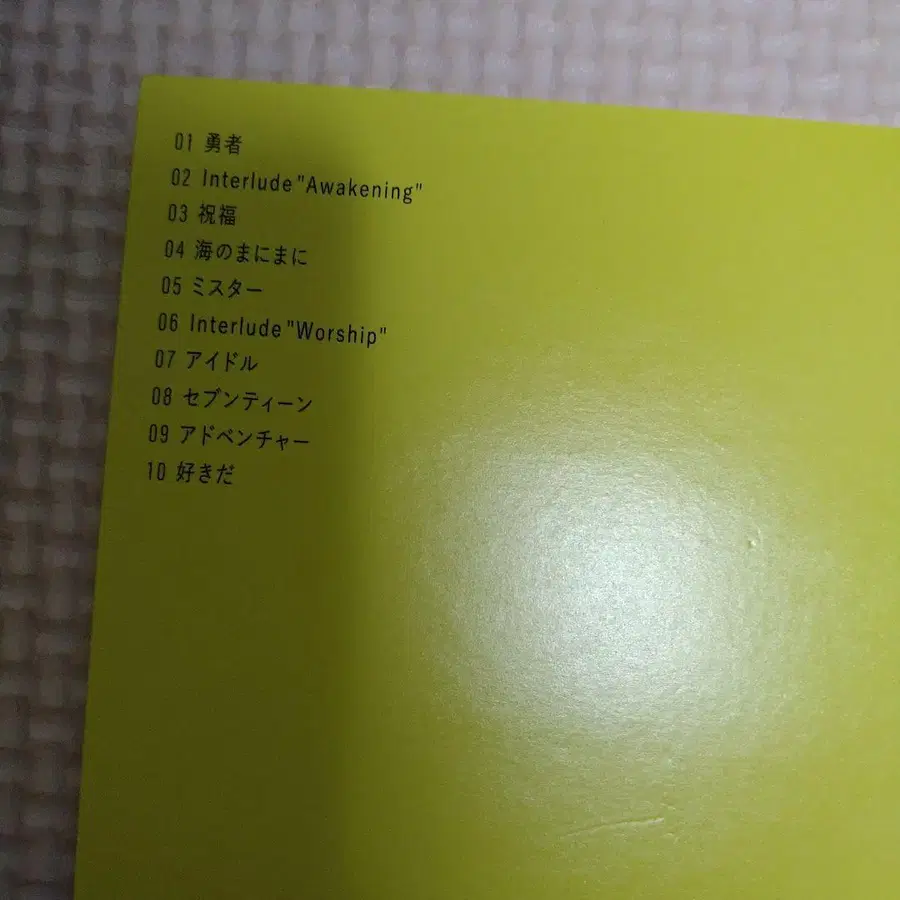 01 勇者
02 Interlude"Awakening"
03 祝福
04 海のまにまに
05 ミスター
06 Interlude"Worship"
07 アイドル
08 セブンティーン
09 アドベンチャー
10 好きだ